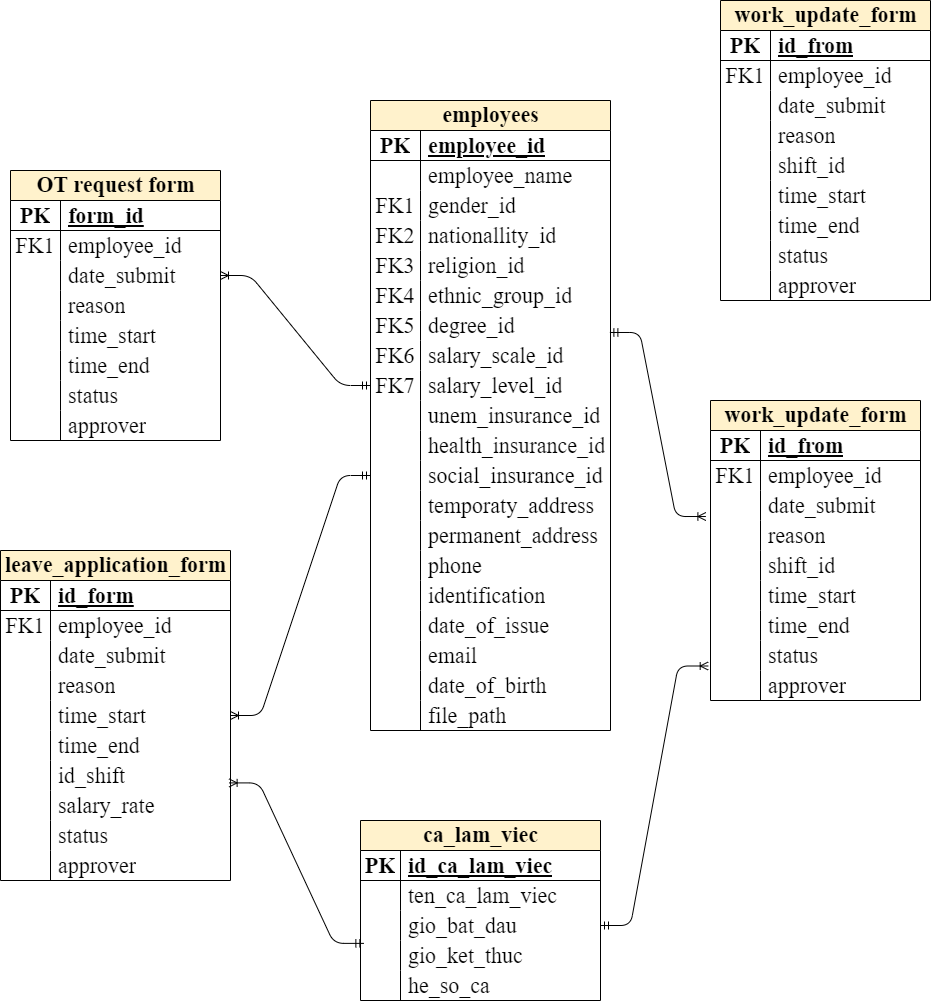 work_update_form
PK id_from
FK1 employee_id
date_submit
reason
shift_id
time_start
time_end
status
approver
employees
PK employee_id
employee_name
FK1 gender_id
FK2 nationallity_id
FK3 religion_id
FK4 ethnic_group_id
FK5 degree_id
FK6 salary_scale_id
FK7 salary_level_id
unem_insurance_id
health_insurance_id
social_insurance_id
temporaty_address
permanent_address
phone
identification
date_of_issue
email
date_of_birth
file_path
OT request form
PK form_id
FK1 employee_id
date_submit
reason
time_start
time_end
status
approver
work_update_form
PK id_from
FK1 employee_id
date_submit
reason
shift_id
time_start
time_end
status
approver
leave_application_form
PK id_form
FK1 employee_id
date_submit
reason
time_start
time_end
id_shift
salary_rate
status
approver
ca_lam_viec
PK id_ca_lam_viec
ten_ca_lam_viec
gio_bat_dau
gio_ket_thuc
he_so_ca